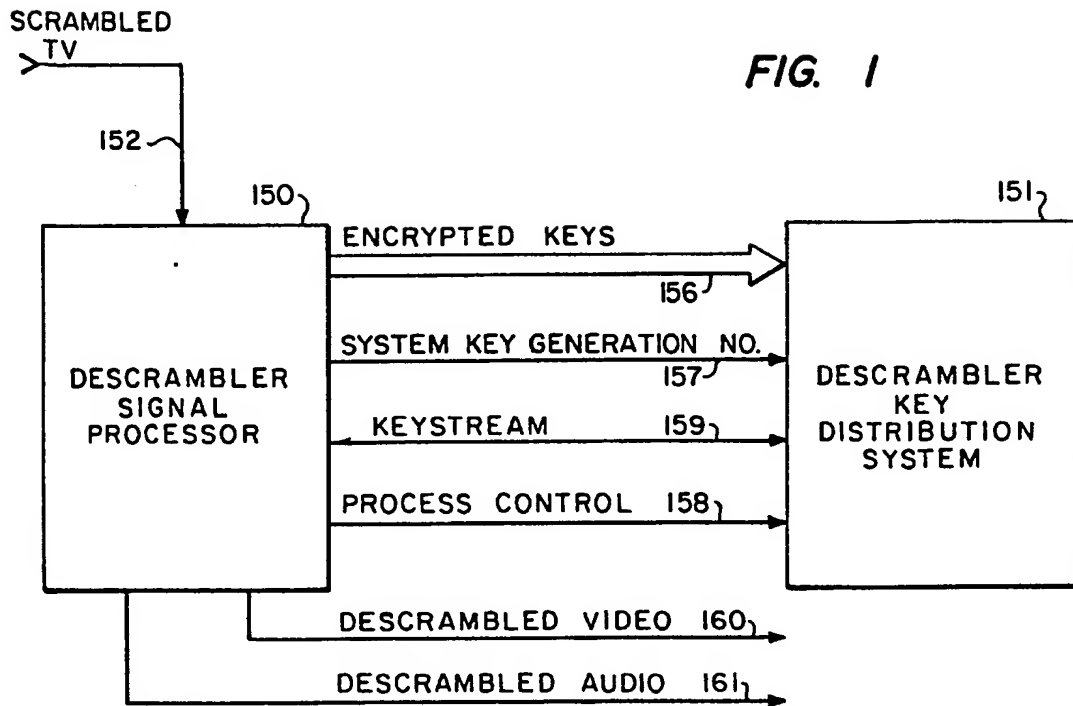 SCRAMBLED
TV
FIG. 1
152
150
151
ENCRYPTED KEYS
156
SYSTEM KEY GENERATION NO.
157
DESCRAMBLER
SIGNAL
PROCESSOR
DESCRAMBLER
KEY
DISTRIBUTION
SYSTEM
KEYSTREAM 159
PROCESS CONTROL 158
DESCRAMBLED VIDEO 160
DESCRAMBLED AUDIO 161